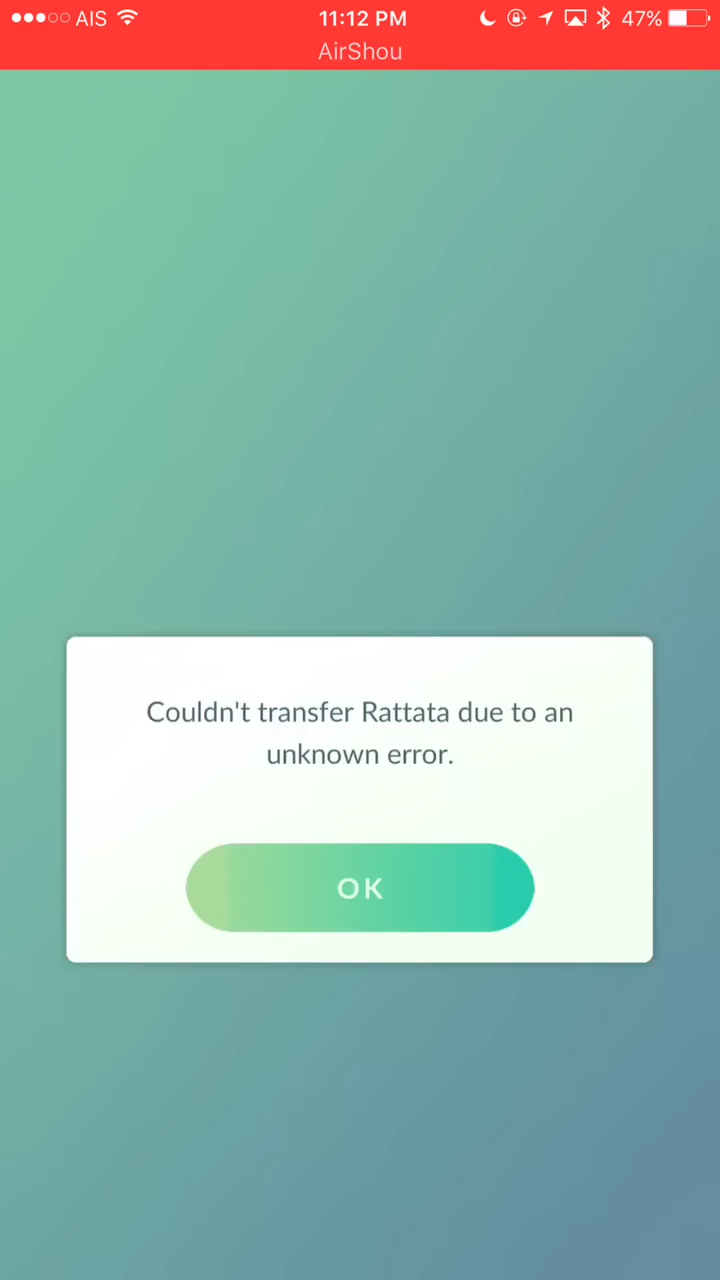 AIS 11:12 PM 47%
AirShou
Couldn't transfer Rattata due to an
unknown error.
OK